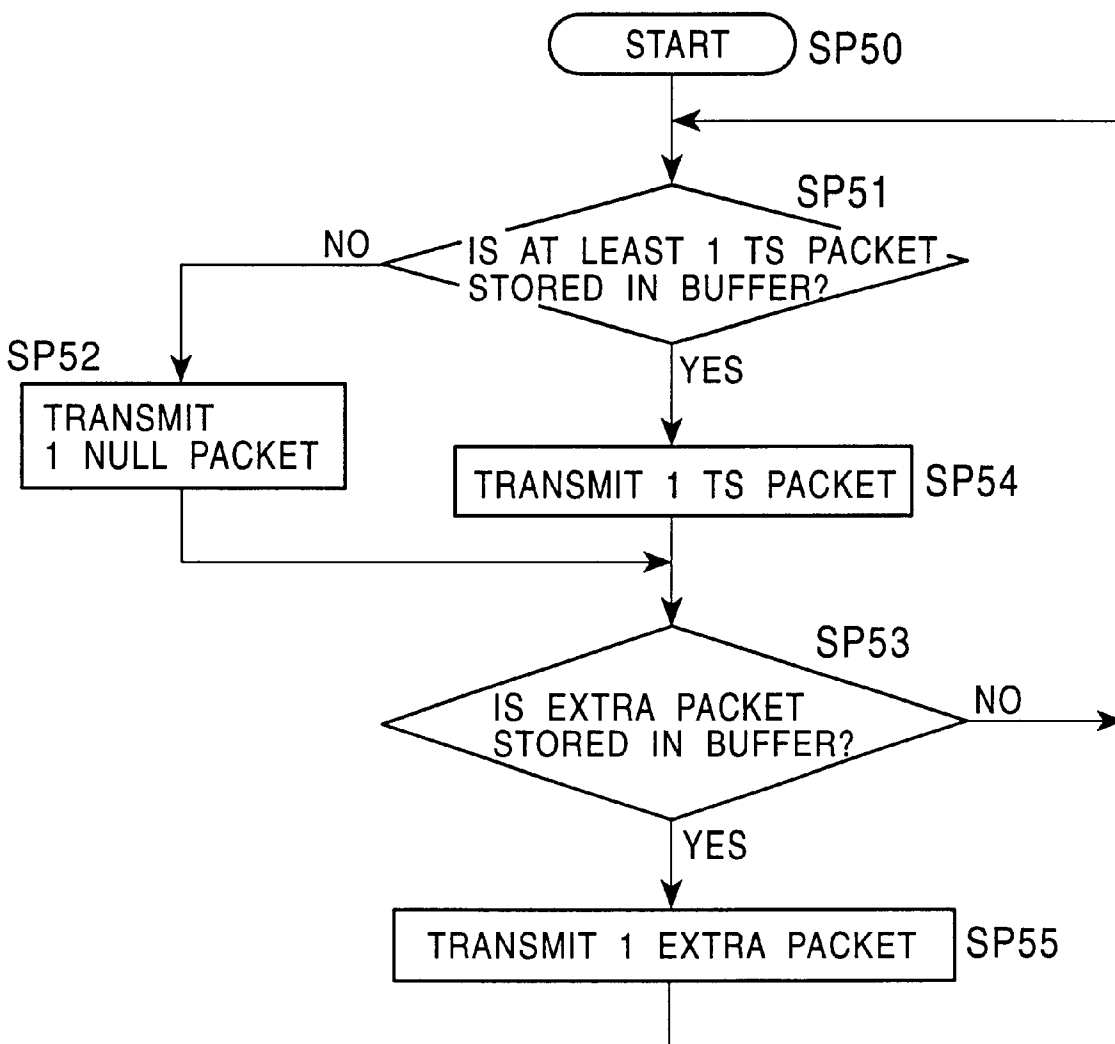 START
SP50
SP51
NO
IS AT LEAST 1 TS PACKET
STORED IN BUFFER?
SP52
YES
TRANSMIT
1 NULL PACKET
TRANSMIT 1 TS PACKET
SP54
SP53
IS EXTRA PACKET
STORED IN BUFFER?
NO
YES
TRANSMIT 1 EXTRA PACKET
SP55